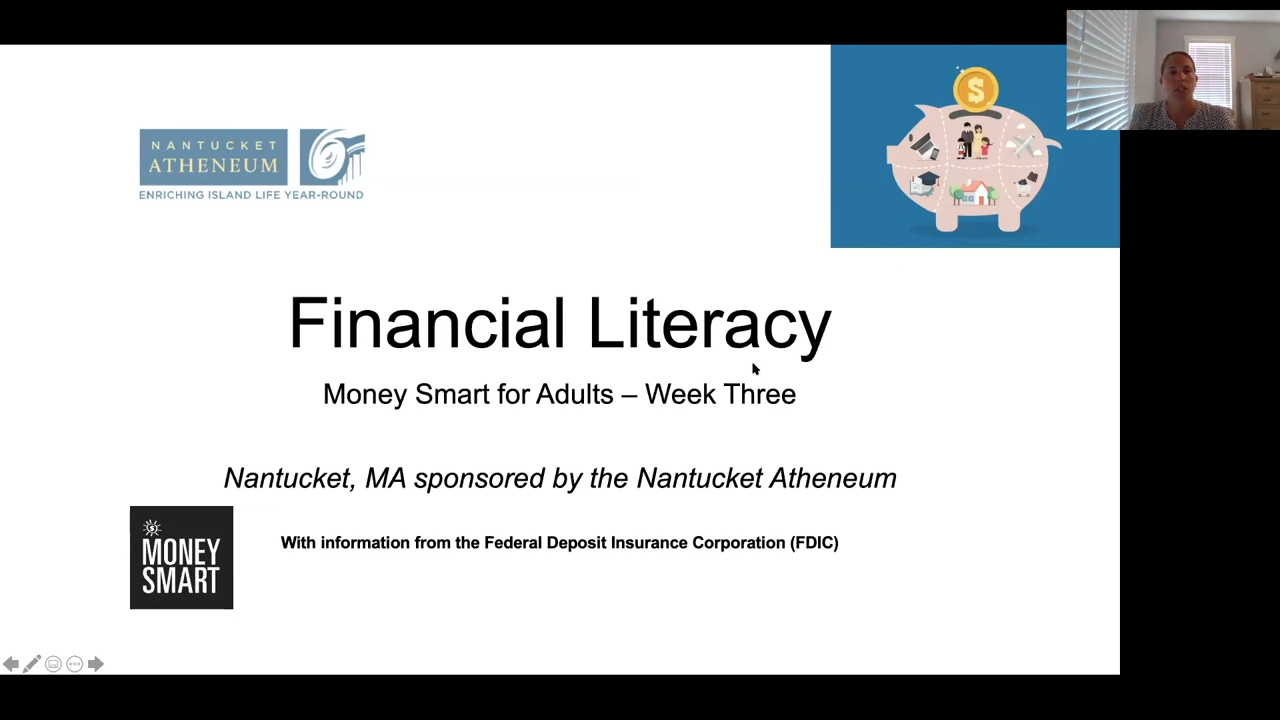 NANTUCKET
ATHENEUM
ENRICHING ISLAND LIFE YEAR-ROUND
$
Financial Literacy
Money Smart for Adults – Week Three
Nantucket, MA sponsored by the Nantucket Atheneum
With information from the Federal Deposit Insurance Corporation (FDIC)
$
MONEY
SMART